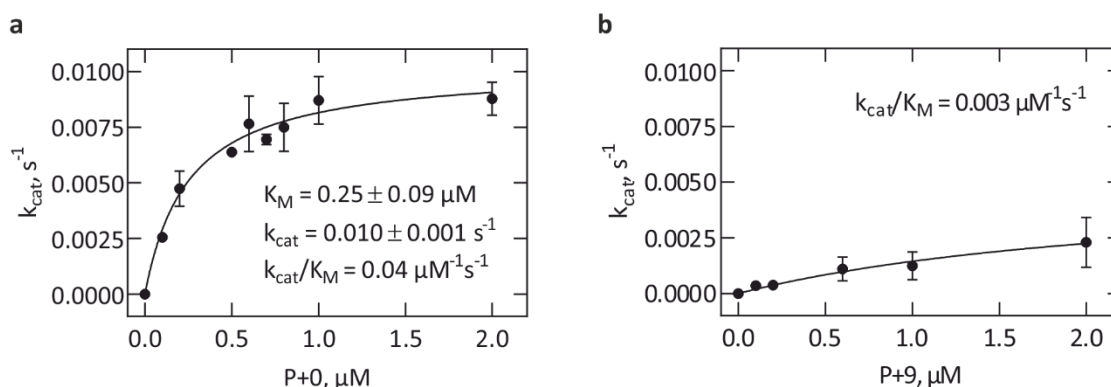 a
k_cat, s⁻¹
0.0100
0.0075
0.0050
0.0025
0.0000
K_M = 0.25 ± 0.09 µM
k_cat = 0.010 ± 0.001 s⁻¹
k_cat/K_M = 0.04 µM⁻¹s⁻¹
0.0 0.5 1.0 1.5 2.0
P+0, µM
b
k_cat, s⁻¹
0.0100
0.0075
0.0050
0.0025
0.0000
k_cat/K_M = 0.003 µM⁻¹s⁻¹
0.0 0.5 1.0 1.5 2.0
P+9, µM